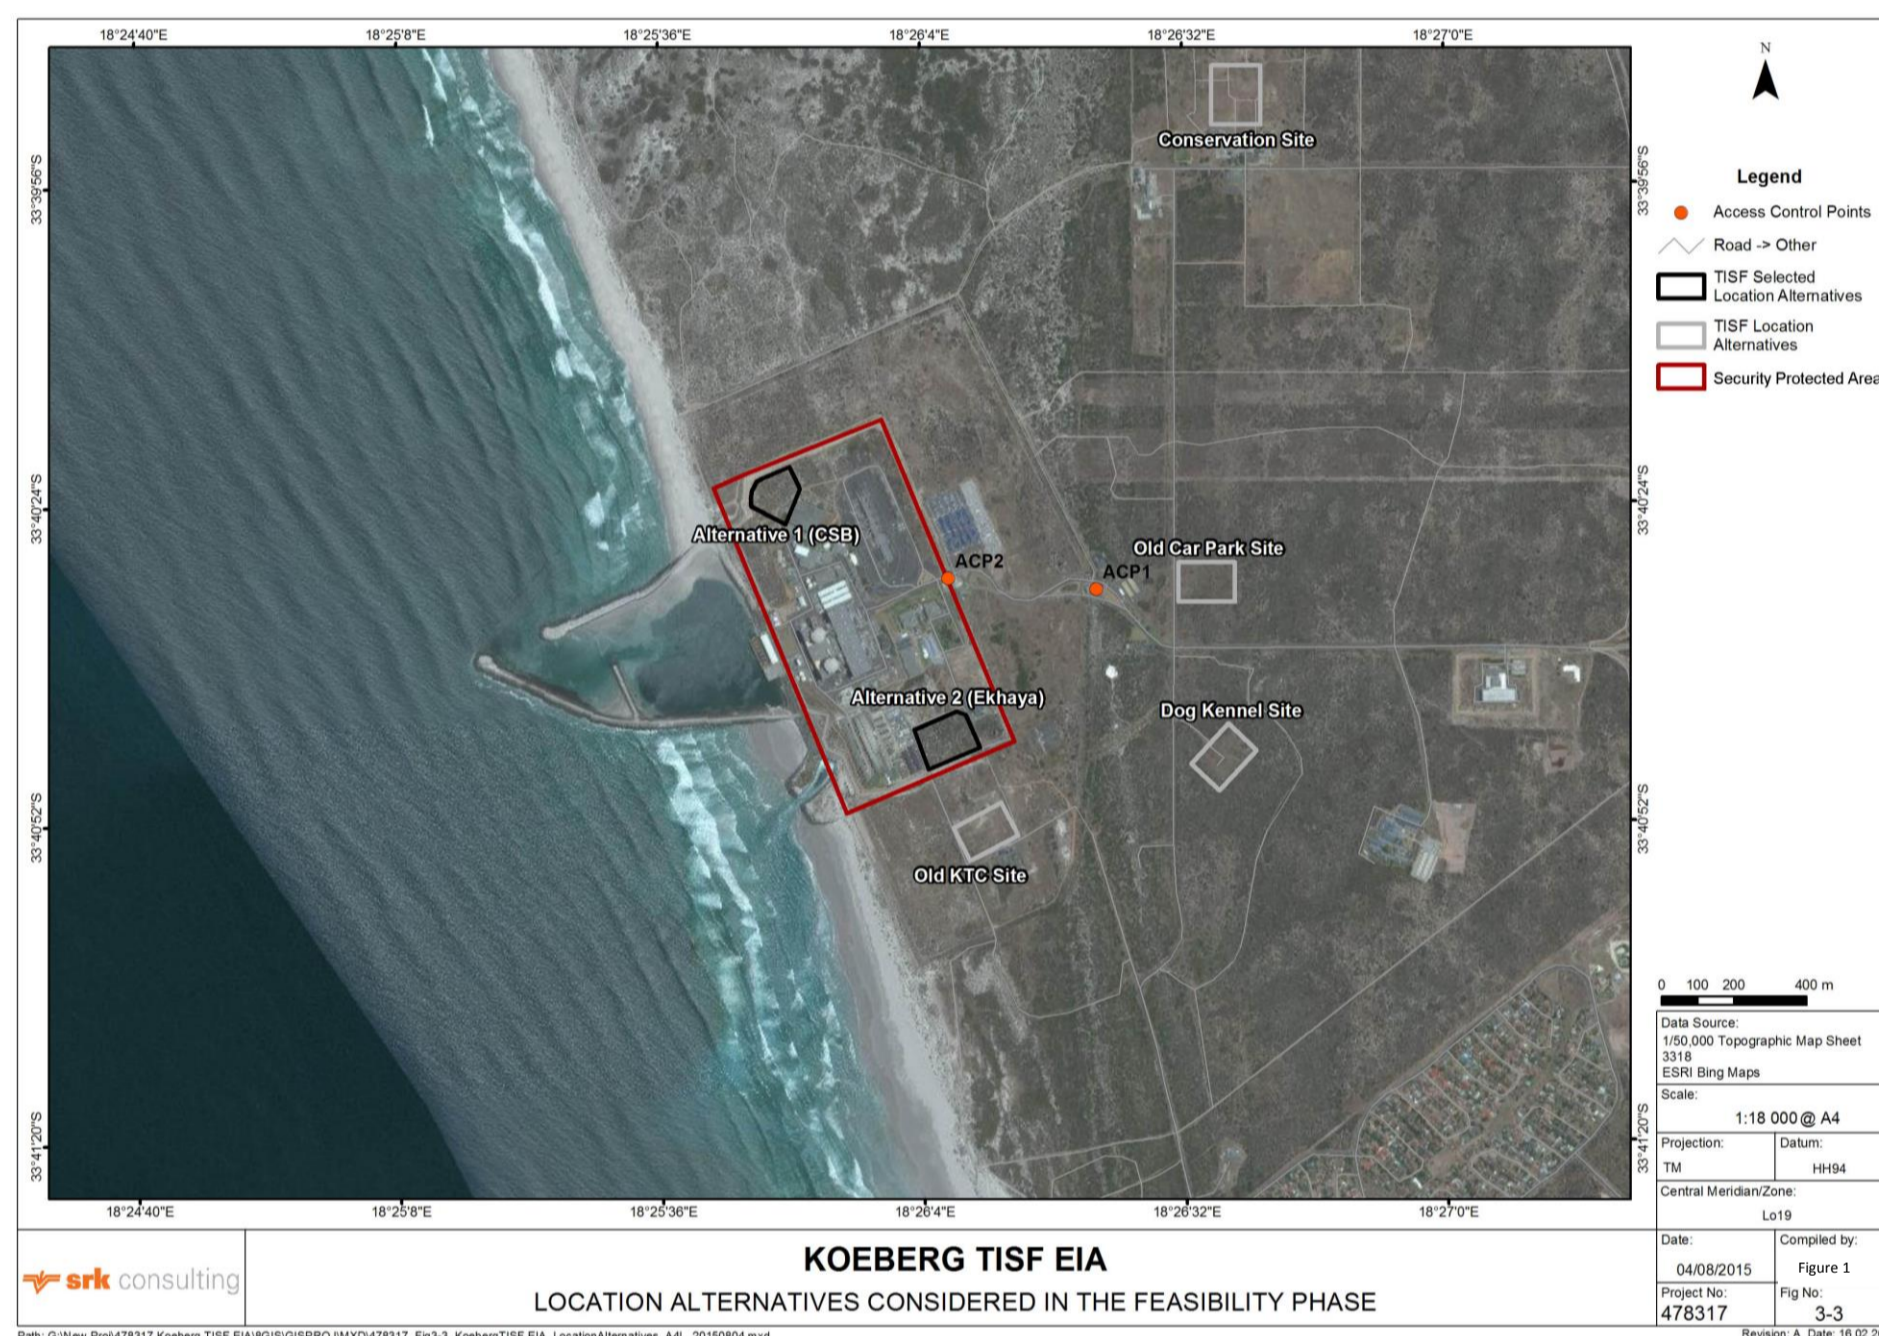 18°24'40"E
18°25'8"E
18°25'36"E
18°26'4"E
18°26'32"E
18°27'0"E
N
33°39'56"S
33°40'24"S
33°40'52"S
33°41'20"S
33°39'56"S
33°40'24"S
33°40'52"S
33°41'20"S
Conservation Site
Alternative 1 (CSB)
ACP2
ACP1
Old Car Park Site
Alternative 2 (Ekhaya)
Dog Kennel Site
Old KTC Site
Legend
Access Control Points
Road -> Other
TISF Selected
Location Alternatives
TISF Location
Alternatives
Security Protected Area
0 100 200 400 m
Data Source:
1/50,000 Topographic Map Sheet
3318
ESRI Bing Maps
Scale:
1:18 000 @ A4
Projection:
TM
Datum:
HH94
Central Meridian/Zone:
Lo19
Date:
04/08/2015
Compiled by:
Figure 1
Project No:
478317
Fig No:
3-3
18°24'40"E
18°25'8"E
18°25'36"E
18°26'4"E
18°26'32"E
18°27'0"E
srk consulting
KOEBERG TISF EIA
LOCATION ALTERNATIVES CONSIDERED IN THE FEASIBILITY PHASE
Revision: A Date: 16 02 20